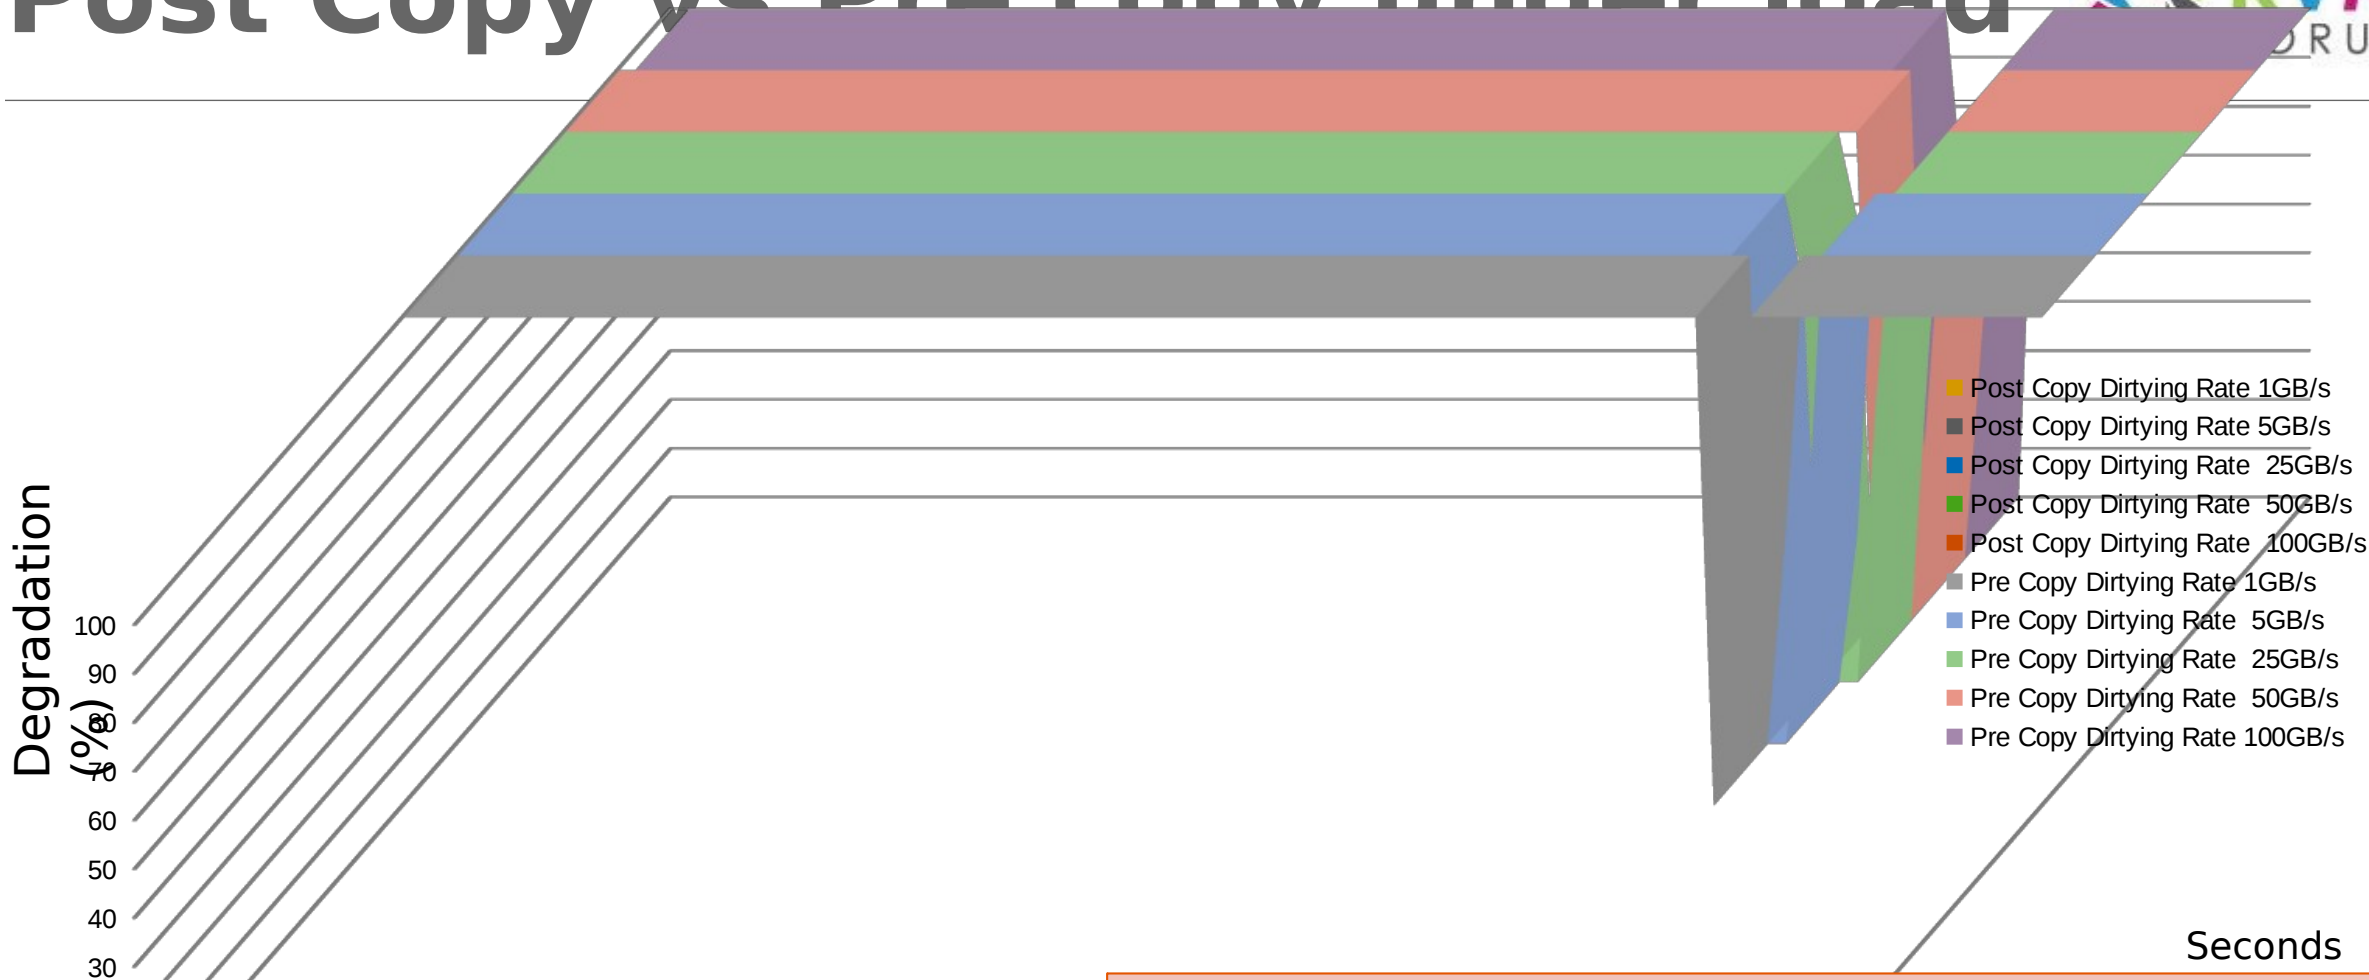 Post Copy vs Pre copy under load
ORU
Degradation
(%)
100
90
80
70
60
50
40
30
Post Copy Dirtying Rate 1GB/s
Post Copy Dirtying Rate 5GB/s
Post Copy Dirtying Rate 25GB/s
Post Copy Dirtying Rate 50GB/s
Post Copy Dirtying Rate 100GB/s
Pre Copy Dirtying Rate 1GB/s
Pre Copy Dirtying Rate 5GB/s
Pre Copy Dirtying Rate 25GB/s
Pre Copy Dirtying Rate 50GB/s
Pre Copy Dirtying Rate 100GB/s
Seconds